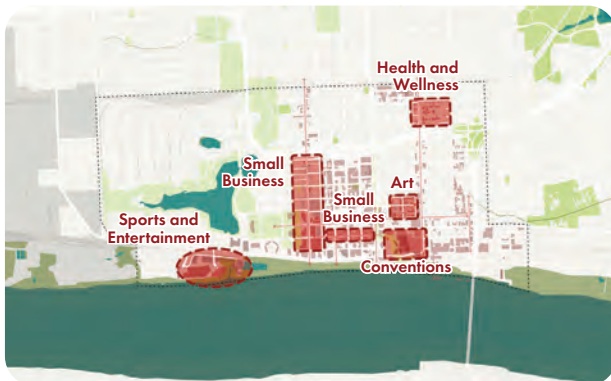 Health and
Wellness
Small
Business
Art
Small
Business
Sports and
Entertainment
Conventions